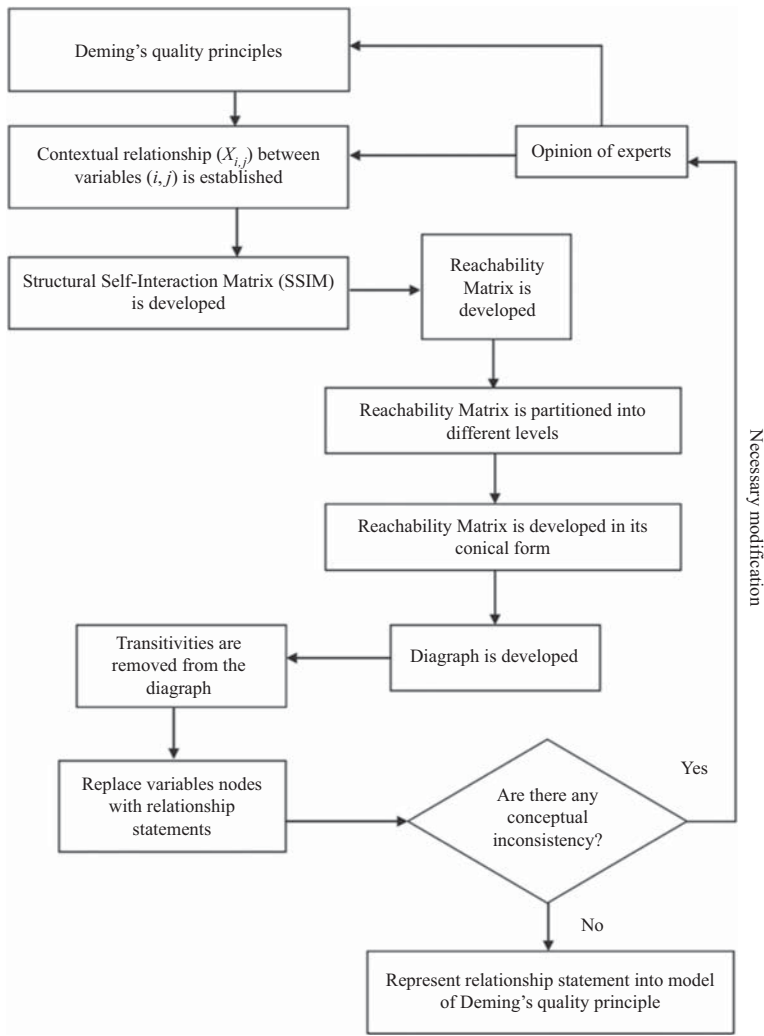 Deming’s quality principles
Contextual relationship (Xi,j) between
variables (i, j) is established
Opinion of experts
Structural Self-Interaction Matrix (SSIM)
is developed
Reachability
Matrix is
developed
Reachability Matrix is partitioned into
different levels
Reachability Matrix is developed in its
conical form
Necessary modification
Diagraph is developed
Transitivities are
removed from the
diagraph
Replace variables nodes
with relationship
statements
Are there any
conceptual
inconsistency?
Yes
No
Represent relationship statement into model
of Deming’s quality principle